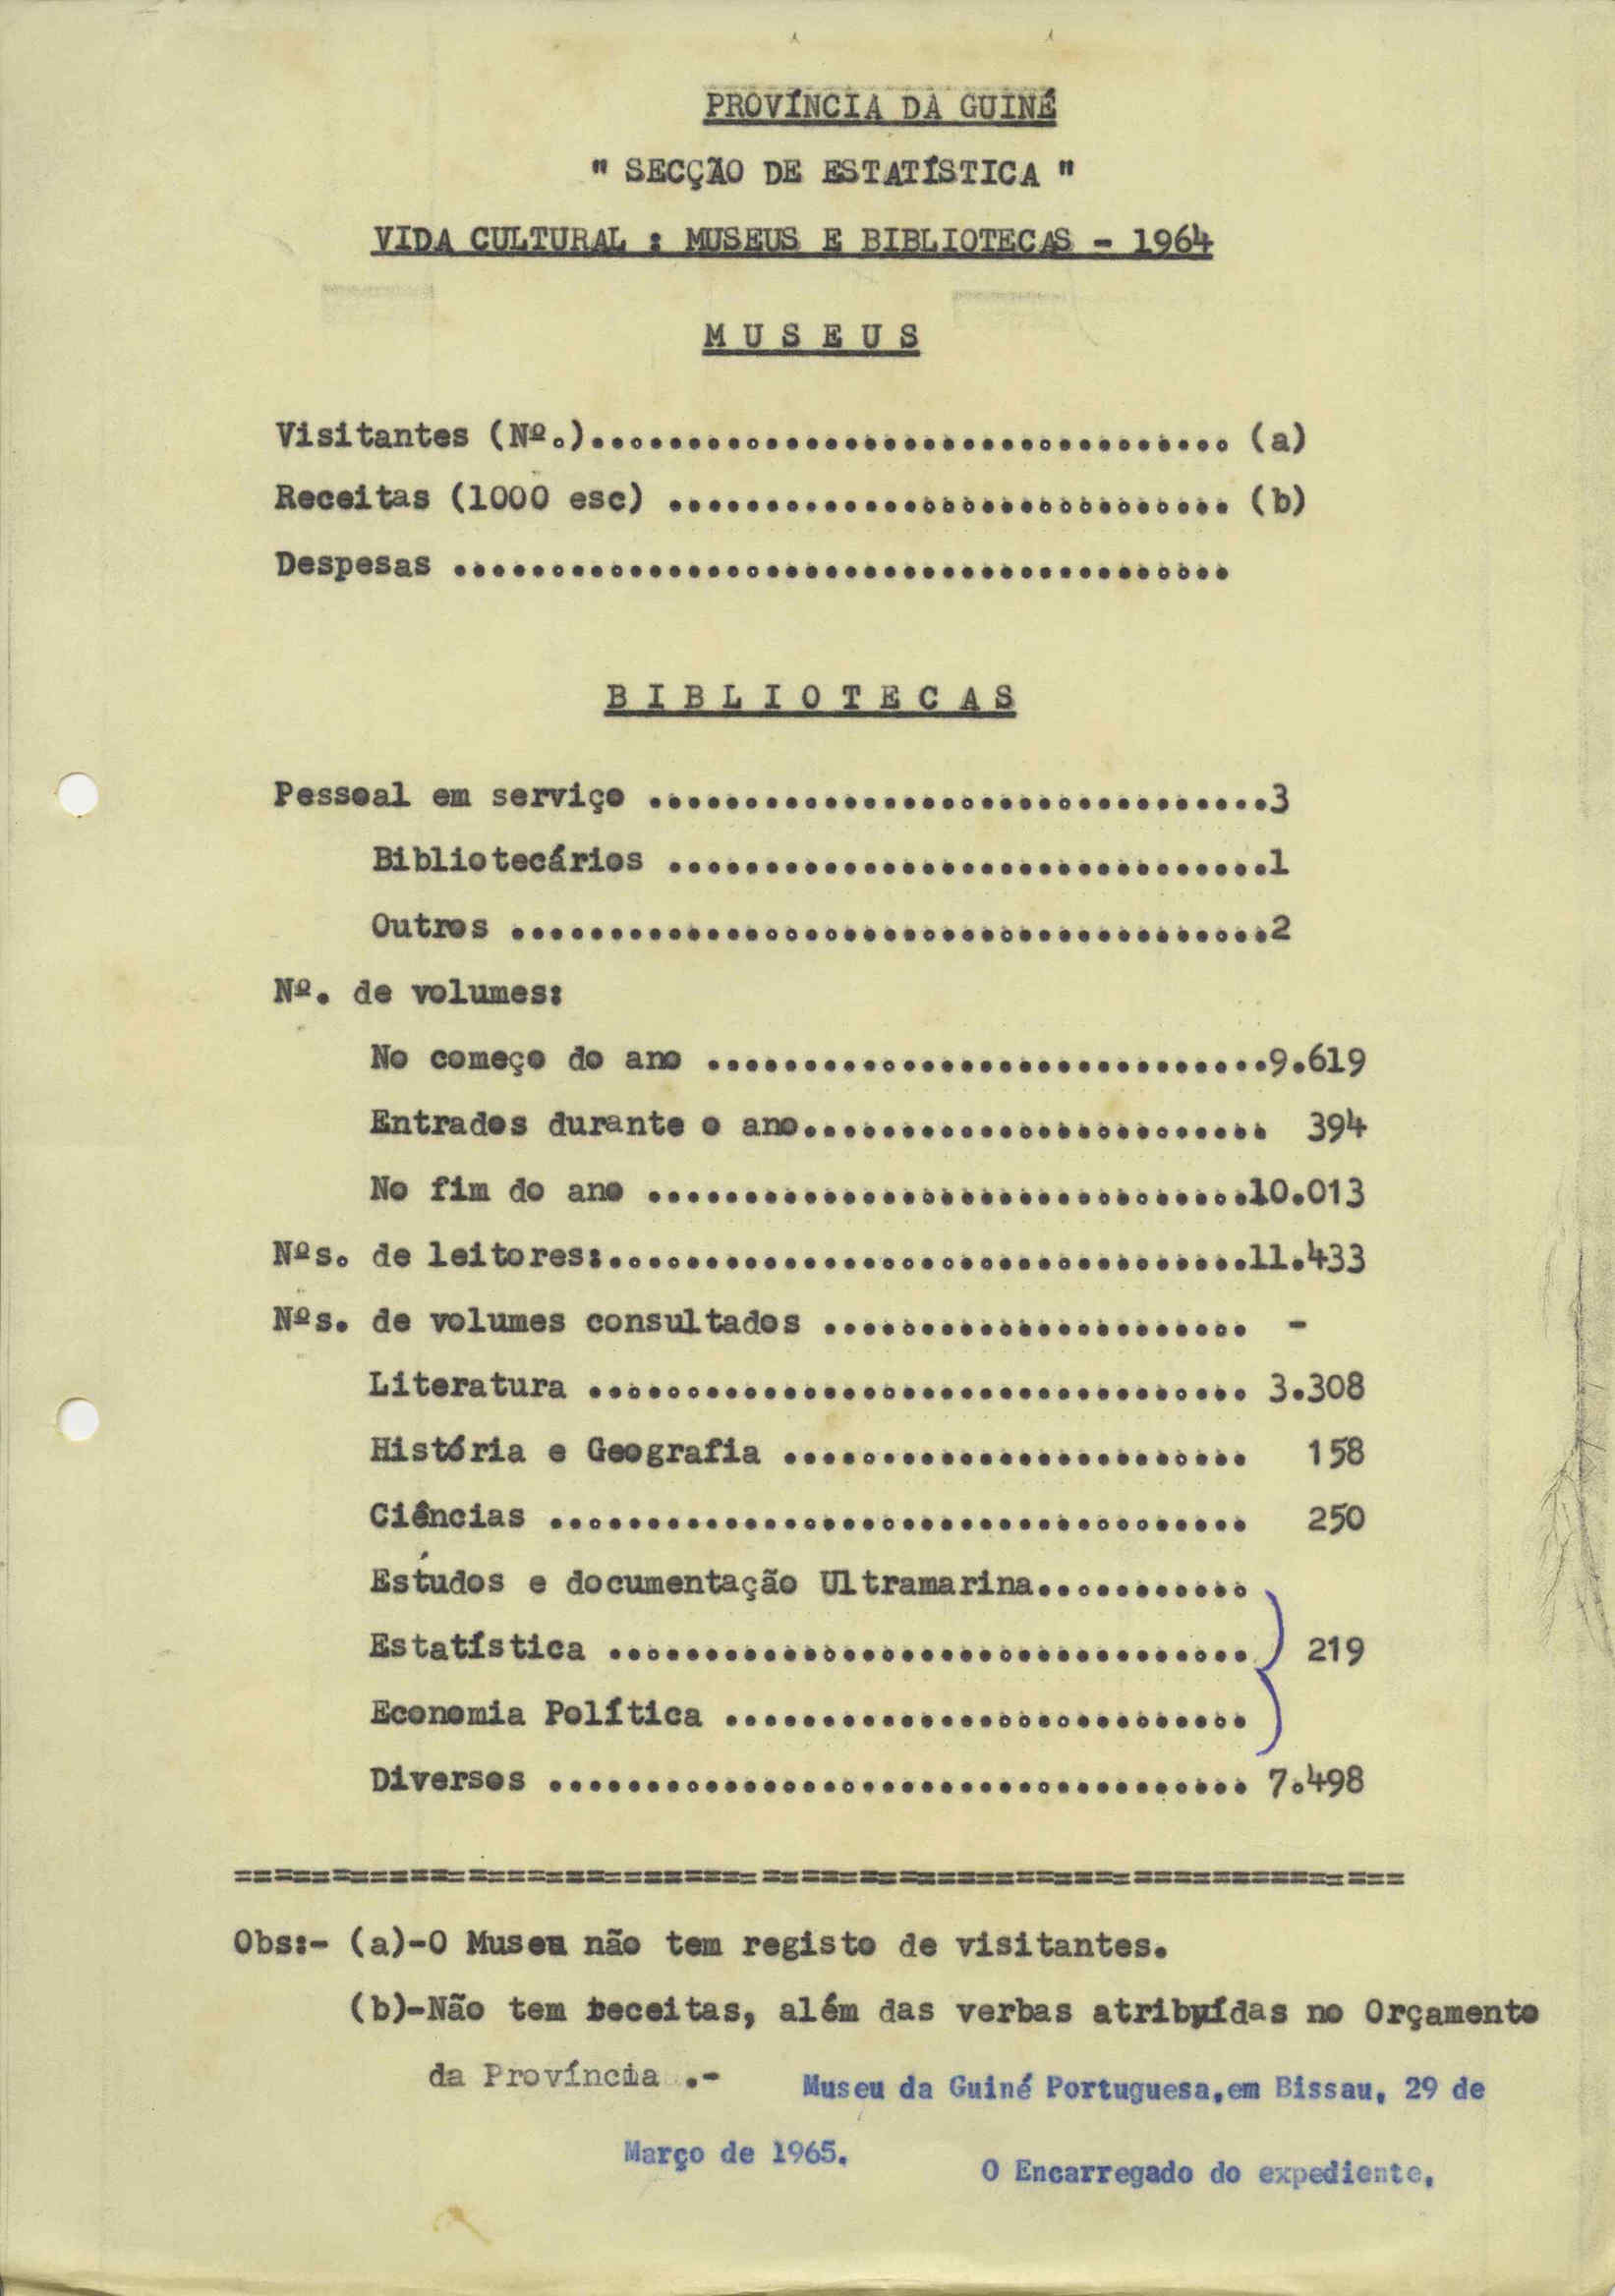 PROVÍNCIA DA GUINÉ
" SECÇÃO DE ESTATÍSTICA "
VIDA CULTURAL : MUSEUS E BIBLIOTECAS - 1964
M U S E U S
Visitantes (Nº.)................................. (a)
Receitas (1000 esc) ............................. (b)
Despesas ........................................
B I B L I O T E C A S
Pessoal em serviço ................................3
Bibliotecários ...............................1
Outros .......................................2
Nº. de volumes:
No começo do ano .............................9.619
Entrados durante o ano........................ 394
No fim do ano ...............................10.013
Nºs. de leitores:.................................11.433
Nºs. de volumes consultados ...................... -
Literatura .................................. 3.308
História e Geografia ........................ 158
Ciências .................................... 250
Estudos e documentação Ultramarina...........
Estatística ................................. 219
Economia Política ...........................
Diversos .................................... 7.498
============================================================
Obs:- (a)-O Museu não tem registo de visitantes.
(b)-Não tem receitas, além das verbas atribuídas no Orçamento
da Província .-
Museu da Guiné Portuguesa,em Bissau, 29 de
Março de 1965.
O Encarregado do expediente,